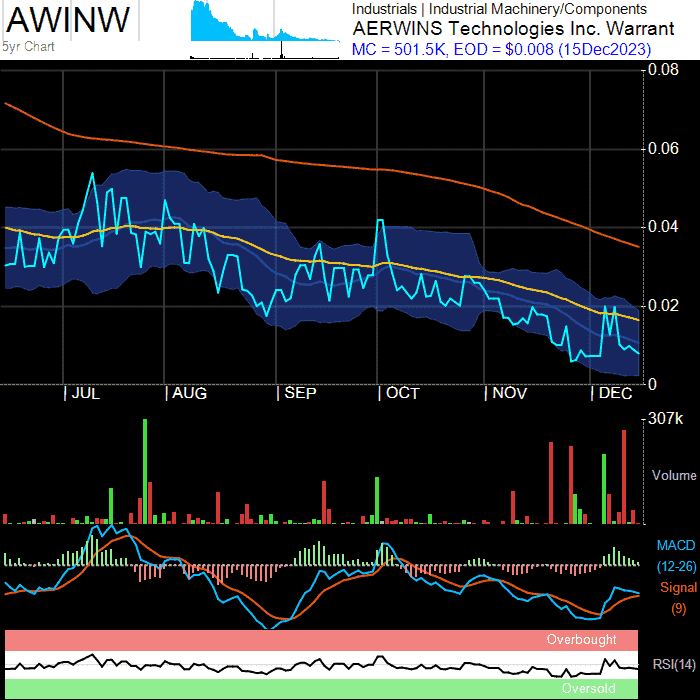 AWINW
5yr Chart
Industrials | Industrial Machinery/Components
AERWINS Technologies Inc. Warrant
MC = 501.5K, EOD = $0.008 (15Dec2023)
0.08
0.06
0.04
0.02
0
| JUL | AUG | SEP | OCT | NOV | DEC
307k
Volume
MACD
(12-26)
Signal
(9)
Overbought
RSI(14)
Oversold